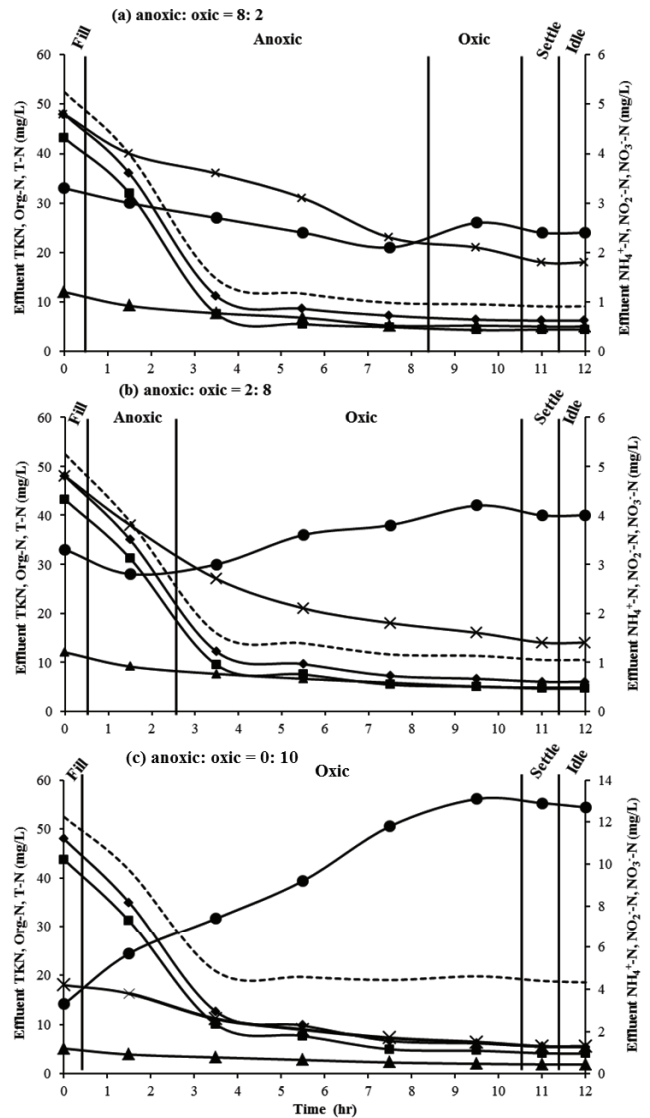 (a) anoxic: oxic = 8: 2
Fill
Anoxic
Oxic
Settle
Idle
60
50
40
30
20
10
0
Effluent TKN, Org-N, T-N (mg/L)
6
5
4
3
2
1
0
Effluent NH₄⁺-N, NO₂⁻-N, NO₃⁻-N (mg/L)
0 1 2 3 4 5 6 7 8 9 10 11 12
(b) anoxic: oxic = 2: 8
Fill
Anoxic
Oxic
Settle
Idle
60
50
40
30
20
10
0
Effluent TKN, Org-N, T-N (mg/L)
6
5
4
3
2
1
0
Effluent NH₄⁺-N, NO₂⁻-N, NO₃⁻-N (mg/L)
0 1 2 3 4 5 6 7 8 9 10 11 12
(c) anoxic: oxic = 0: 10
Fill
Oxic
Settle
Idle
60
50
40
30
20
10
0
Effluent TKN, Org-N, T-N (mg/L)
14
12
10
8
6
4
2
0
Effluent NH₄⁺-N, NO₂⁻-N, NO₃⁻-N (mg/L)
0 1 2 3 4 5 6 7 8 9 10 11 12
Time (hr)